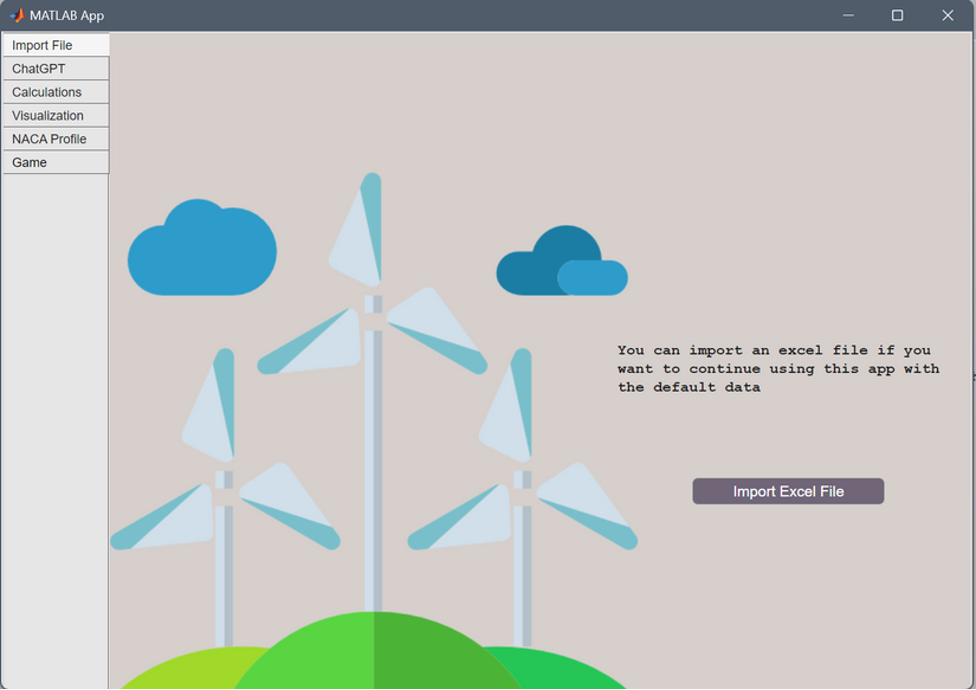 MATLAB App
Import File
ChatGPT
Calculations
Visualization
NACA Profile
Game
You can import an excel file if you
want to continue using this app with
the default data
Import Excel File